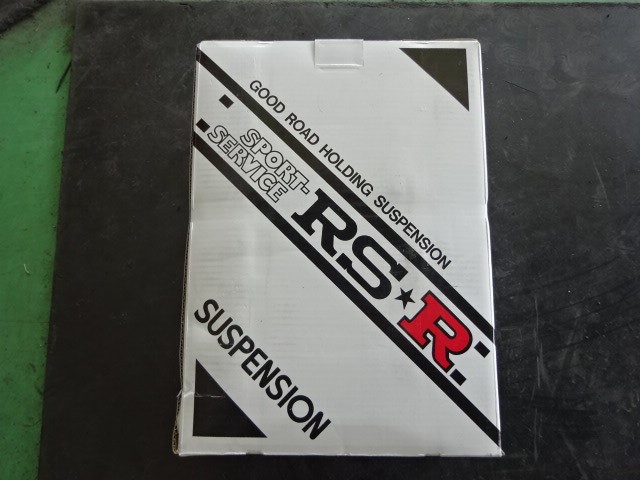 GOOD ROAD HOLDING SUSPENSION
SPORT-
SERVICE
RS★R
SUSPENSION